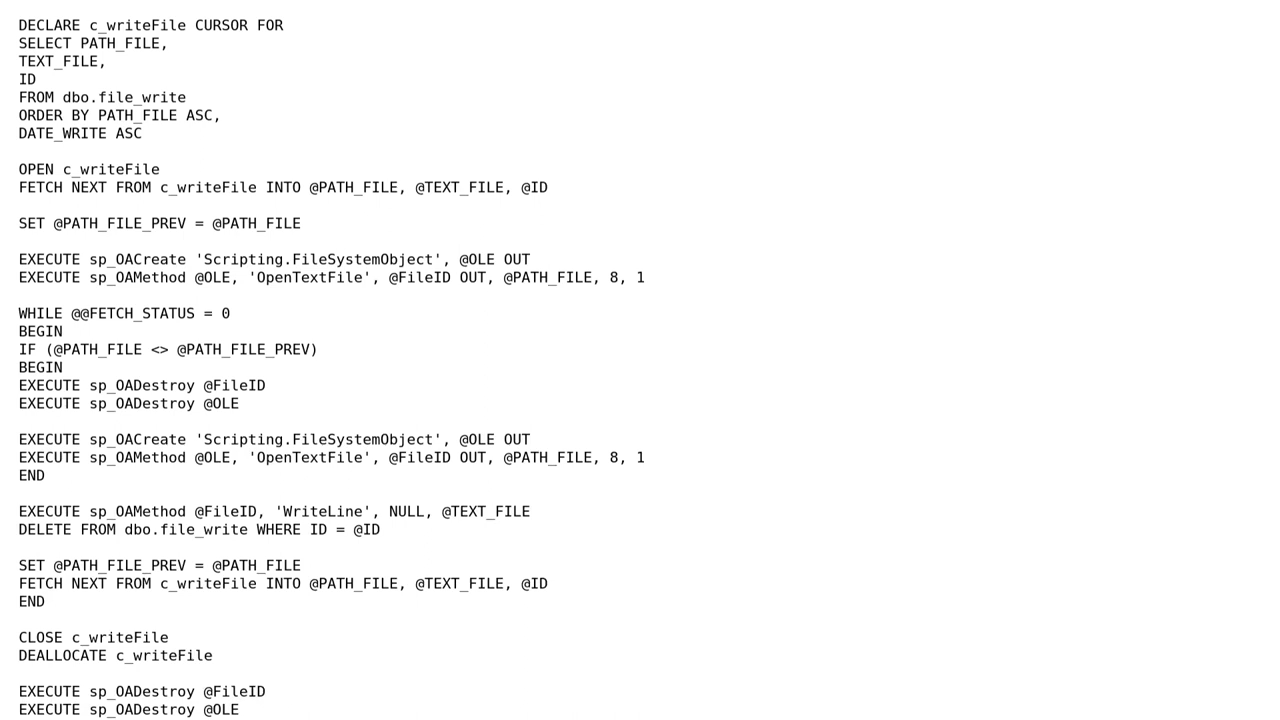 DECLARE c_writeFile CURSOR FOR
SELECT PATH_FILE,
TEXT_FILE,
ID
FROM dbo.file_write
ORDER BY PATH_FILE ASC,
DATE_WRITE ASC

OPEN c_writeFile
FETCH NEXT FROM c_writeFile INTO @PATH_FILE, @TEXT_FILE, @ID

SET @PATH_FILE_PREV = @PATH_FILE

EXECUTE sp_OACreate 'Scripting.FileSystemObject', @OLE OUT
EXECUTE sp_OAMethod @OLE, 'OpenTextFile', @FileID OUT, @PATH_FILE, 8, 1

WHILE @@FETCH_STATUS = 0
BEGIN
IF (@PATH_FILE <> @PATH_FILE_PREV)
BEGIN
EXECUTE sp_OADestroy @FileID
EXECUTE sp_OADestroy @OLE

EXECUTE sp_OACreate 'Scripting.FileSystemObject', @OLE OUT
EXECUTE sp_OAMethod @OLE, 'OpenTextFile', @FileID OUT, @PATH_FILE, 8, 1
END

EXECUTE sp_OAMethod @FileID, 'WriteLine', NULL, @TEXT_FILE
DELETE FROM dbo.file_write WHERE ID = @ID

SET @PATH_FILE_PREV = @PATH_FILE
FETCH NEXT FROM c_writeFile INTO @PATH_FILE, @TEXT_FILE, @ID
END

CLOSE c_writeFile
DEALLOCATE c_writeFile

EXECUTE sp_OADestroy @FileID
EXECUTE sp_OADestroy @OLE